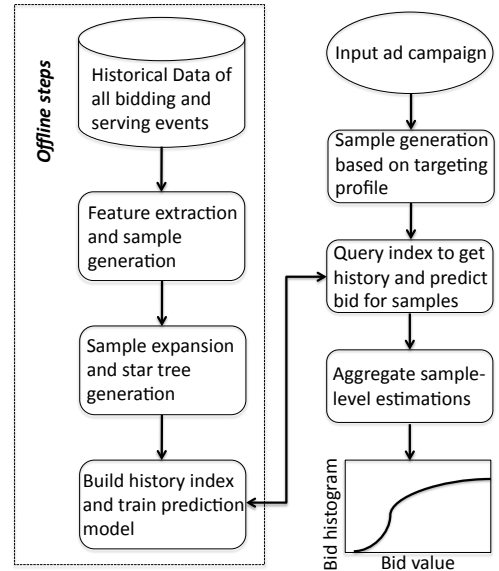 Offline steps
Historical Data of
all bidding and
serving events
Feature extraction
and sample
generation
Sample expansion
and star tree
generation
Build history index
and train prediction
model
Input ad campaign
Sample generation
based on targeting
profile
Query index to get
history and predict
bid for samples
Aggregate sample-
level estimations
Bid histogram
Bid value